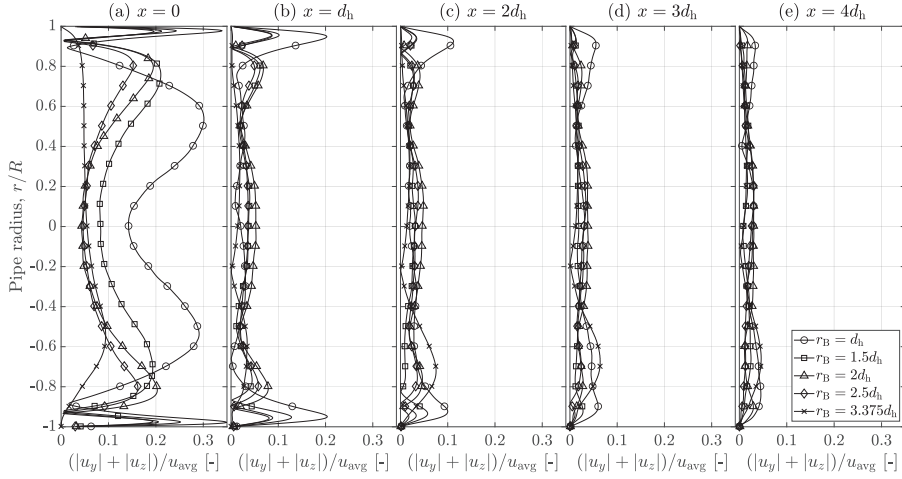 (a) x = 0
(b) x = d_h
(c) x = 2d_h
(d) x = 3d_h
(e) x = 4d_h
Pipe radius, r/R
1
0.8
0.6
0.4
0.2
0
-0.2
-0.4
-0.6
-0.8
-1
0 0.1 0.2 0.3
0 0.1 0.2 0.3
0 0.1 0.2 0.3
0 0.1 0.2 0.3
0 0.1 0.2 0.3
(|u_y| + |u_z|)/u_avg [-]
(|u_y| + |u_z|)/u_avg [-]
(|u_y| + |u_z|)/u_avg [-]
(|u_y| + |u_z|)/u_avg [-]
(|u_y| + |u_z|)/u_avg [-]
r_B = d_h
r_B = 1.5d_h
r_B = 2d_h
r_B = 2.5d_h
r_B = 3.375d_h